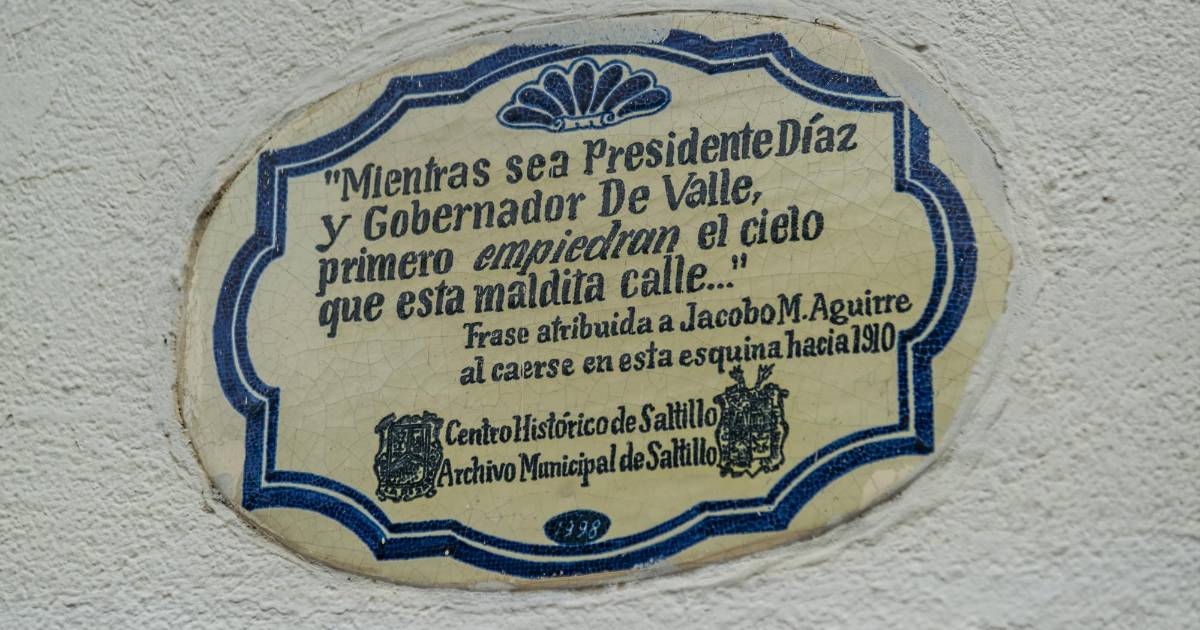 "Mientras sea Presidente Díaz
y Gobernador De Valle,
primero empiedran el cielo
que esta maldita calle..."
Frase atribuida a Jacobo M. Aguirre
al caerse en esta esquina hacia 1910
Centro Histórico de Saltillo
Archivo Municipal de Saltillo
1998